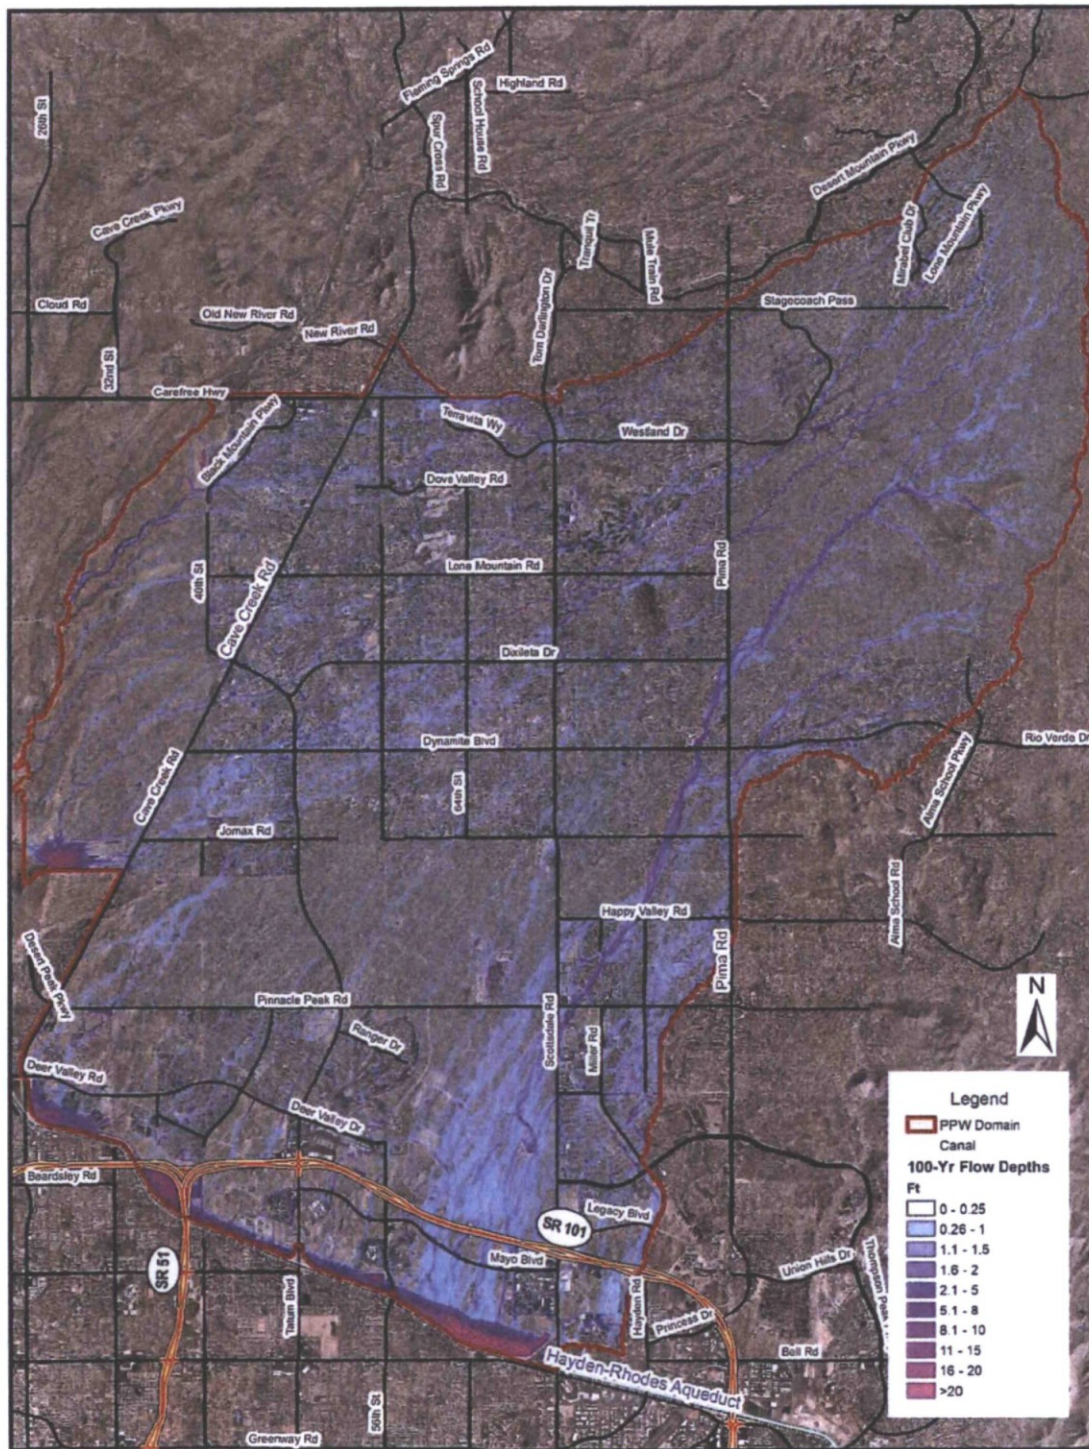 Fleming Springs Rd
Highland Rd
26th St
School House Rd
Spur Cross Rd
Desert Mountain Pkwy
Cave Creek Pkwy
Tranquil Tr
Mule Train Rd
Mirabel Club Dr
Lone Mountain Pkwy
Cloud Rd
Old New River Rd
New River Rd
Tom Darlington Dr
Stagecoach Pass
32nd St
Carefree Hwy
Black Mountain Pkwy
Terravita Wy
Westland Dr
Dove Valley Rd
Pima Rd
40th St
Lone Mountain Rd
Cave Creek Rd
Dixileta Dr
Dynamite Blvd
Rio Verde Dr
Cave Creek Rd
64th St
Alma School Pkwy
Jomax Rd
Happy Valley Rd
Alma School Rd
Pima Rd
Desert Peak Pkwy
Pinnacle Peak Rd
Ranger Dr
Scottsdale Rd
Miller Rd
N
Deer Valley Rd
Deer Valley Dr
Beardsley Rd
Legacy Blvd
SR 101
SR 51
Mayo Blvd
Union Hills Dr
Tatum Blvd
Hayden Rd
Princess Dr
Bell Rd
Hayden-Rhodes Aqueduct
56th St
Greenway Rd
Thompson Peak
Legend
PPW Domain
Canal
100-Yr Flow Depths
Ft
0 - 0.25
0.26 - 1
1.1 - 1.5
1.6 - 2
2.1 - 5
5.1 - 8
8.1 - 10
11 - 15
16 - 20
>20